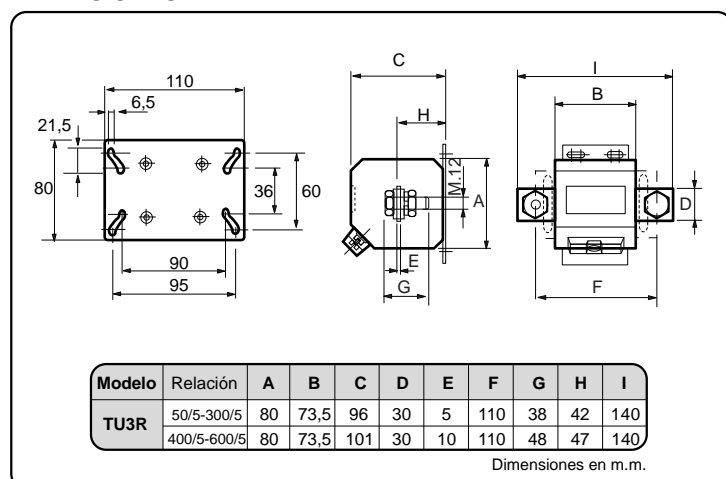 110
6,5
21,5
80
36
60
90
95
C
H
M.12
A
E
G
I
B
D
F
Modelo Relación A B C D E F G H I
TU3R
50/5-300/5 80 73,5 96 30 5 110 38 42 140
400/5-600/5 80 73,5 101 30 10 110 48 47 140
Dimensiones en m.m.